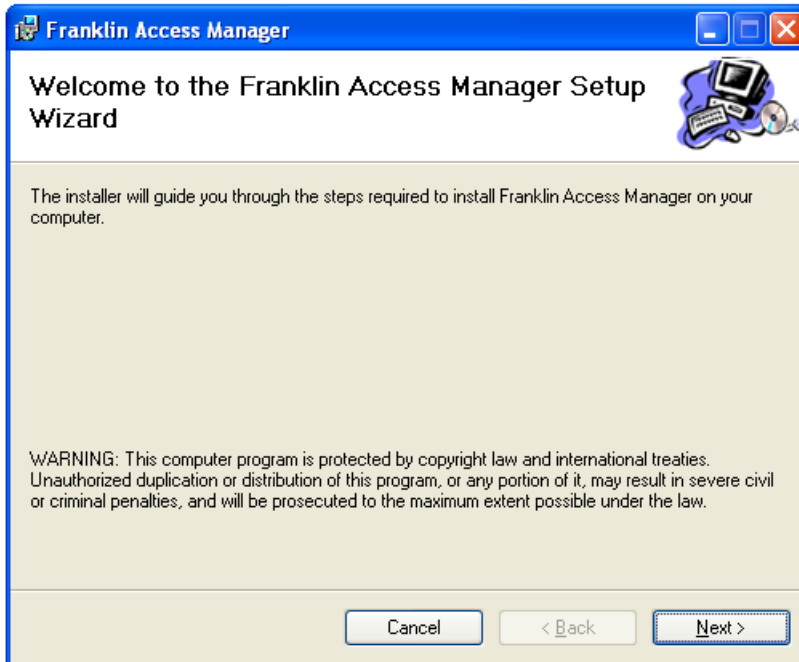 Franklin Access Manager
Welcome to the Franklin Access Manager Setup
Wizard
The installer will guide you through the steps required to install Franklin Access Manager on your
computer.
WARNING: This computer program is protected by copyright law and international treaties.
Unauthorized duplication or distribution of this program, or any portion of it, may result in severe civil
or criminal penalties, and will be prosecuted to the maximum extent possible under the law.
Cancel
< Back
Next >